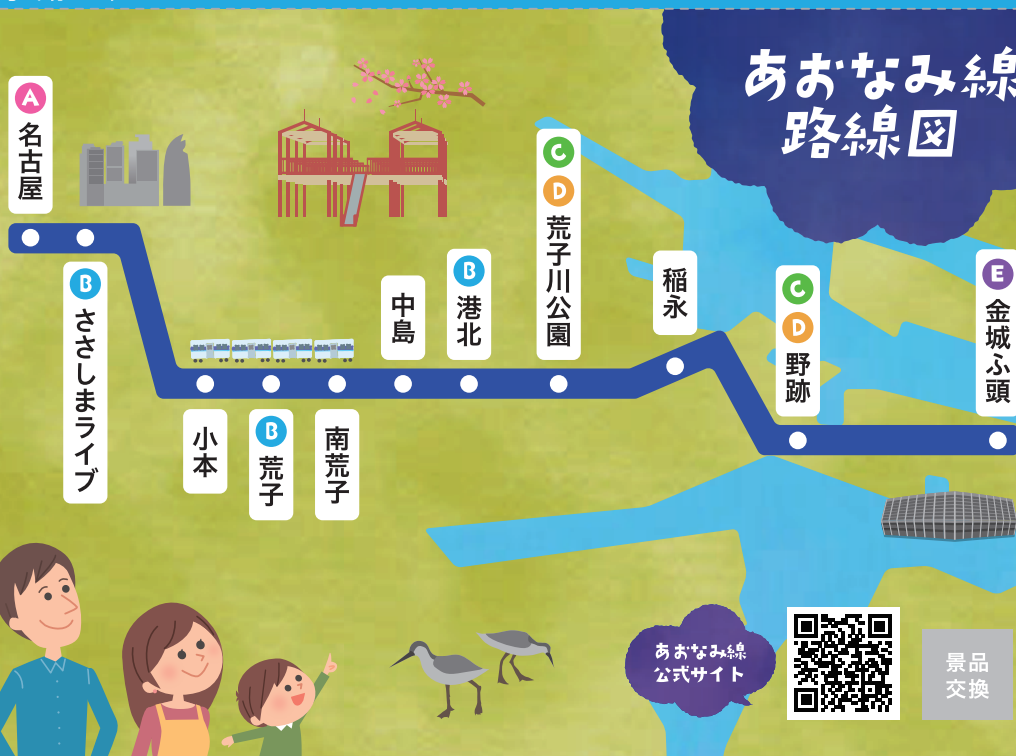 あおなみ線
路線図
A
名古屋
B
ささしまライブ
小本
B
荒子
南荒子
中島
B
港北
C
D
荒子川公園
稲永
C
D
野跡
E
金城ふ頭
あおなみ線
公式サイト
景品
交換